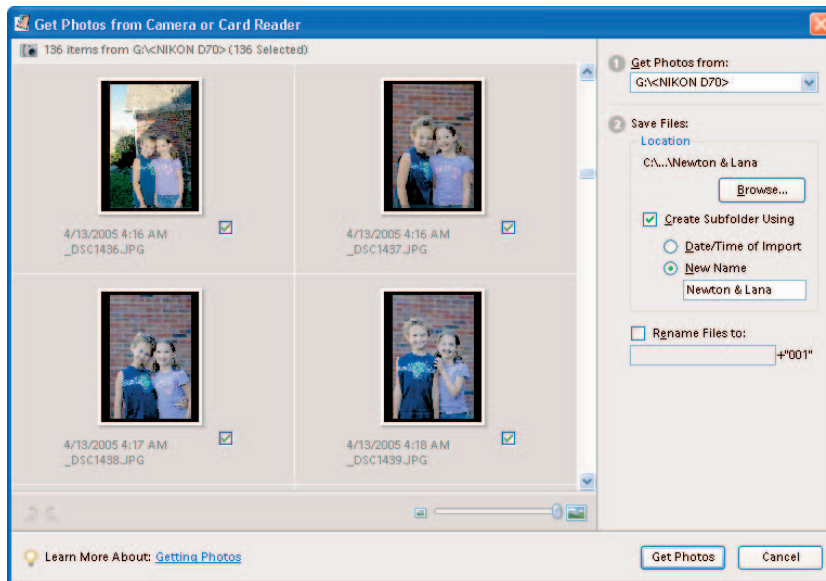 Get Photos from Camera or Card Reader
136 items from G:\<NIKON D70> (136 Selected)
4/13/2005 4:16 AM
_DSC1436.JPG
4/13/2005 4:16 AM
_DSC1437.JPG
4/13/2005 4:17 AM
_DSC1438.JPG
4/13/2005 4:18 AM
_DSC1439.JPG
1 Get Photos from:
G:\<NIKON D70>
2 Save Files:
Location
C:\...\Newton & Lana
Browse...
Create Subfolder Using
Date/Time of Import
New Name
Newton & Lana
Rename Files to:
+"001"
Learn More About: Getting Photos
Get Photos
Cancel